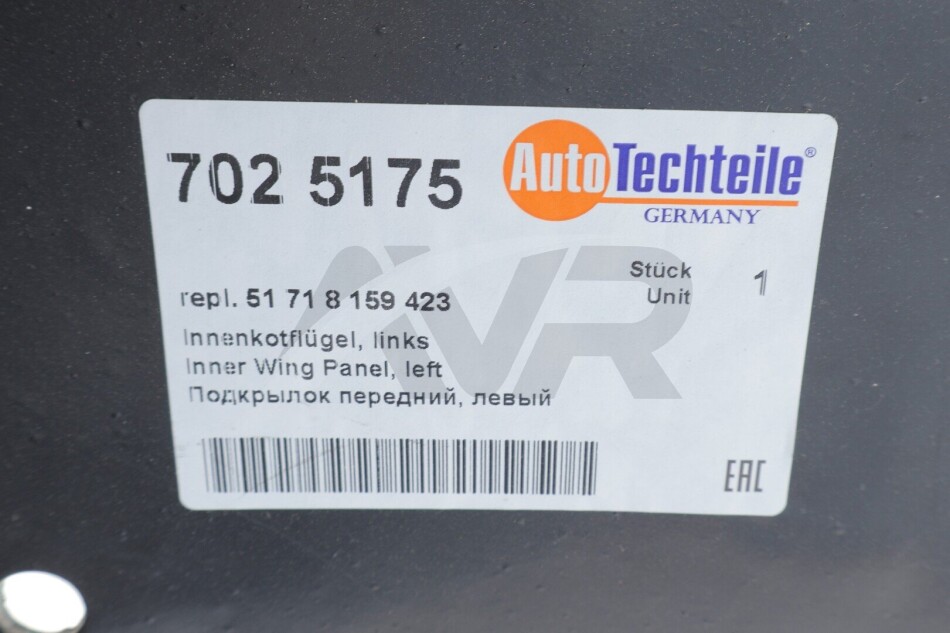 702 5175
AutoTechteile®
GERMANY
repl. 51 71 8 159 423
Stück 1
Unit
Innenkotflügel, links
Inner Wing Panel, left
Подкрылок передний, левый
EAC
VR